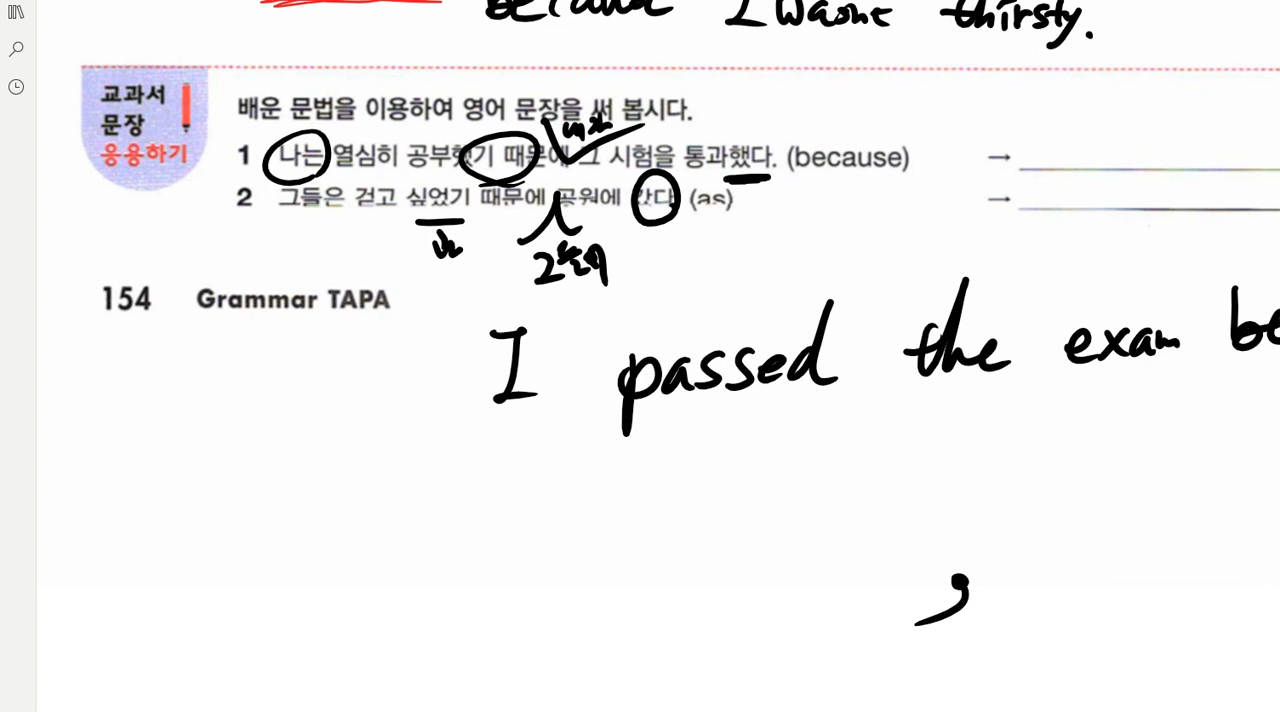 I wasn't thirsty.
교과서
문장
응용하기
배운 문법을 이용하여 영어 문장을 써 봅시다.
1 나는 열심히 공부했기 때문에 그 시험을 통과했다. (because) →
2 그들은 걷고 싶었기 때문에 공원에 갔다 (as) →
154 Grammar TAPA
I passed the exam be
,